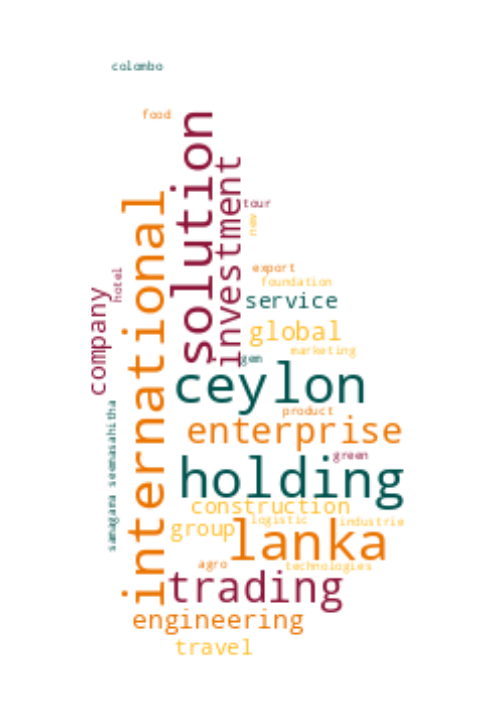 colombo
food
solution
investment
tour
new
international
export
hotel
foundation
company
service
global
marketing
gem
ceylon
samagara seemasahitha
product
enterprise
green
holding
construction
logistic
industrie
group
lanka
agro
technologies
trading
engineering
travel